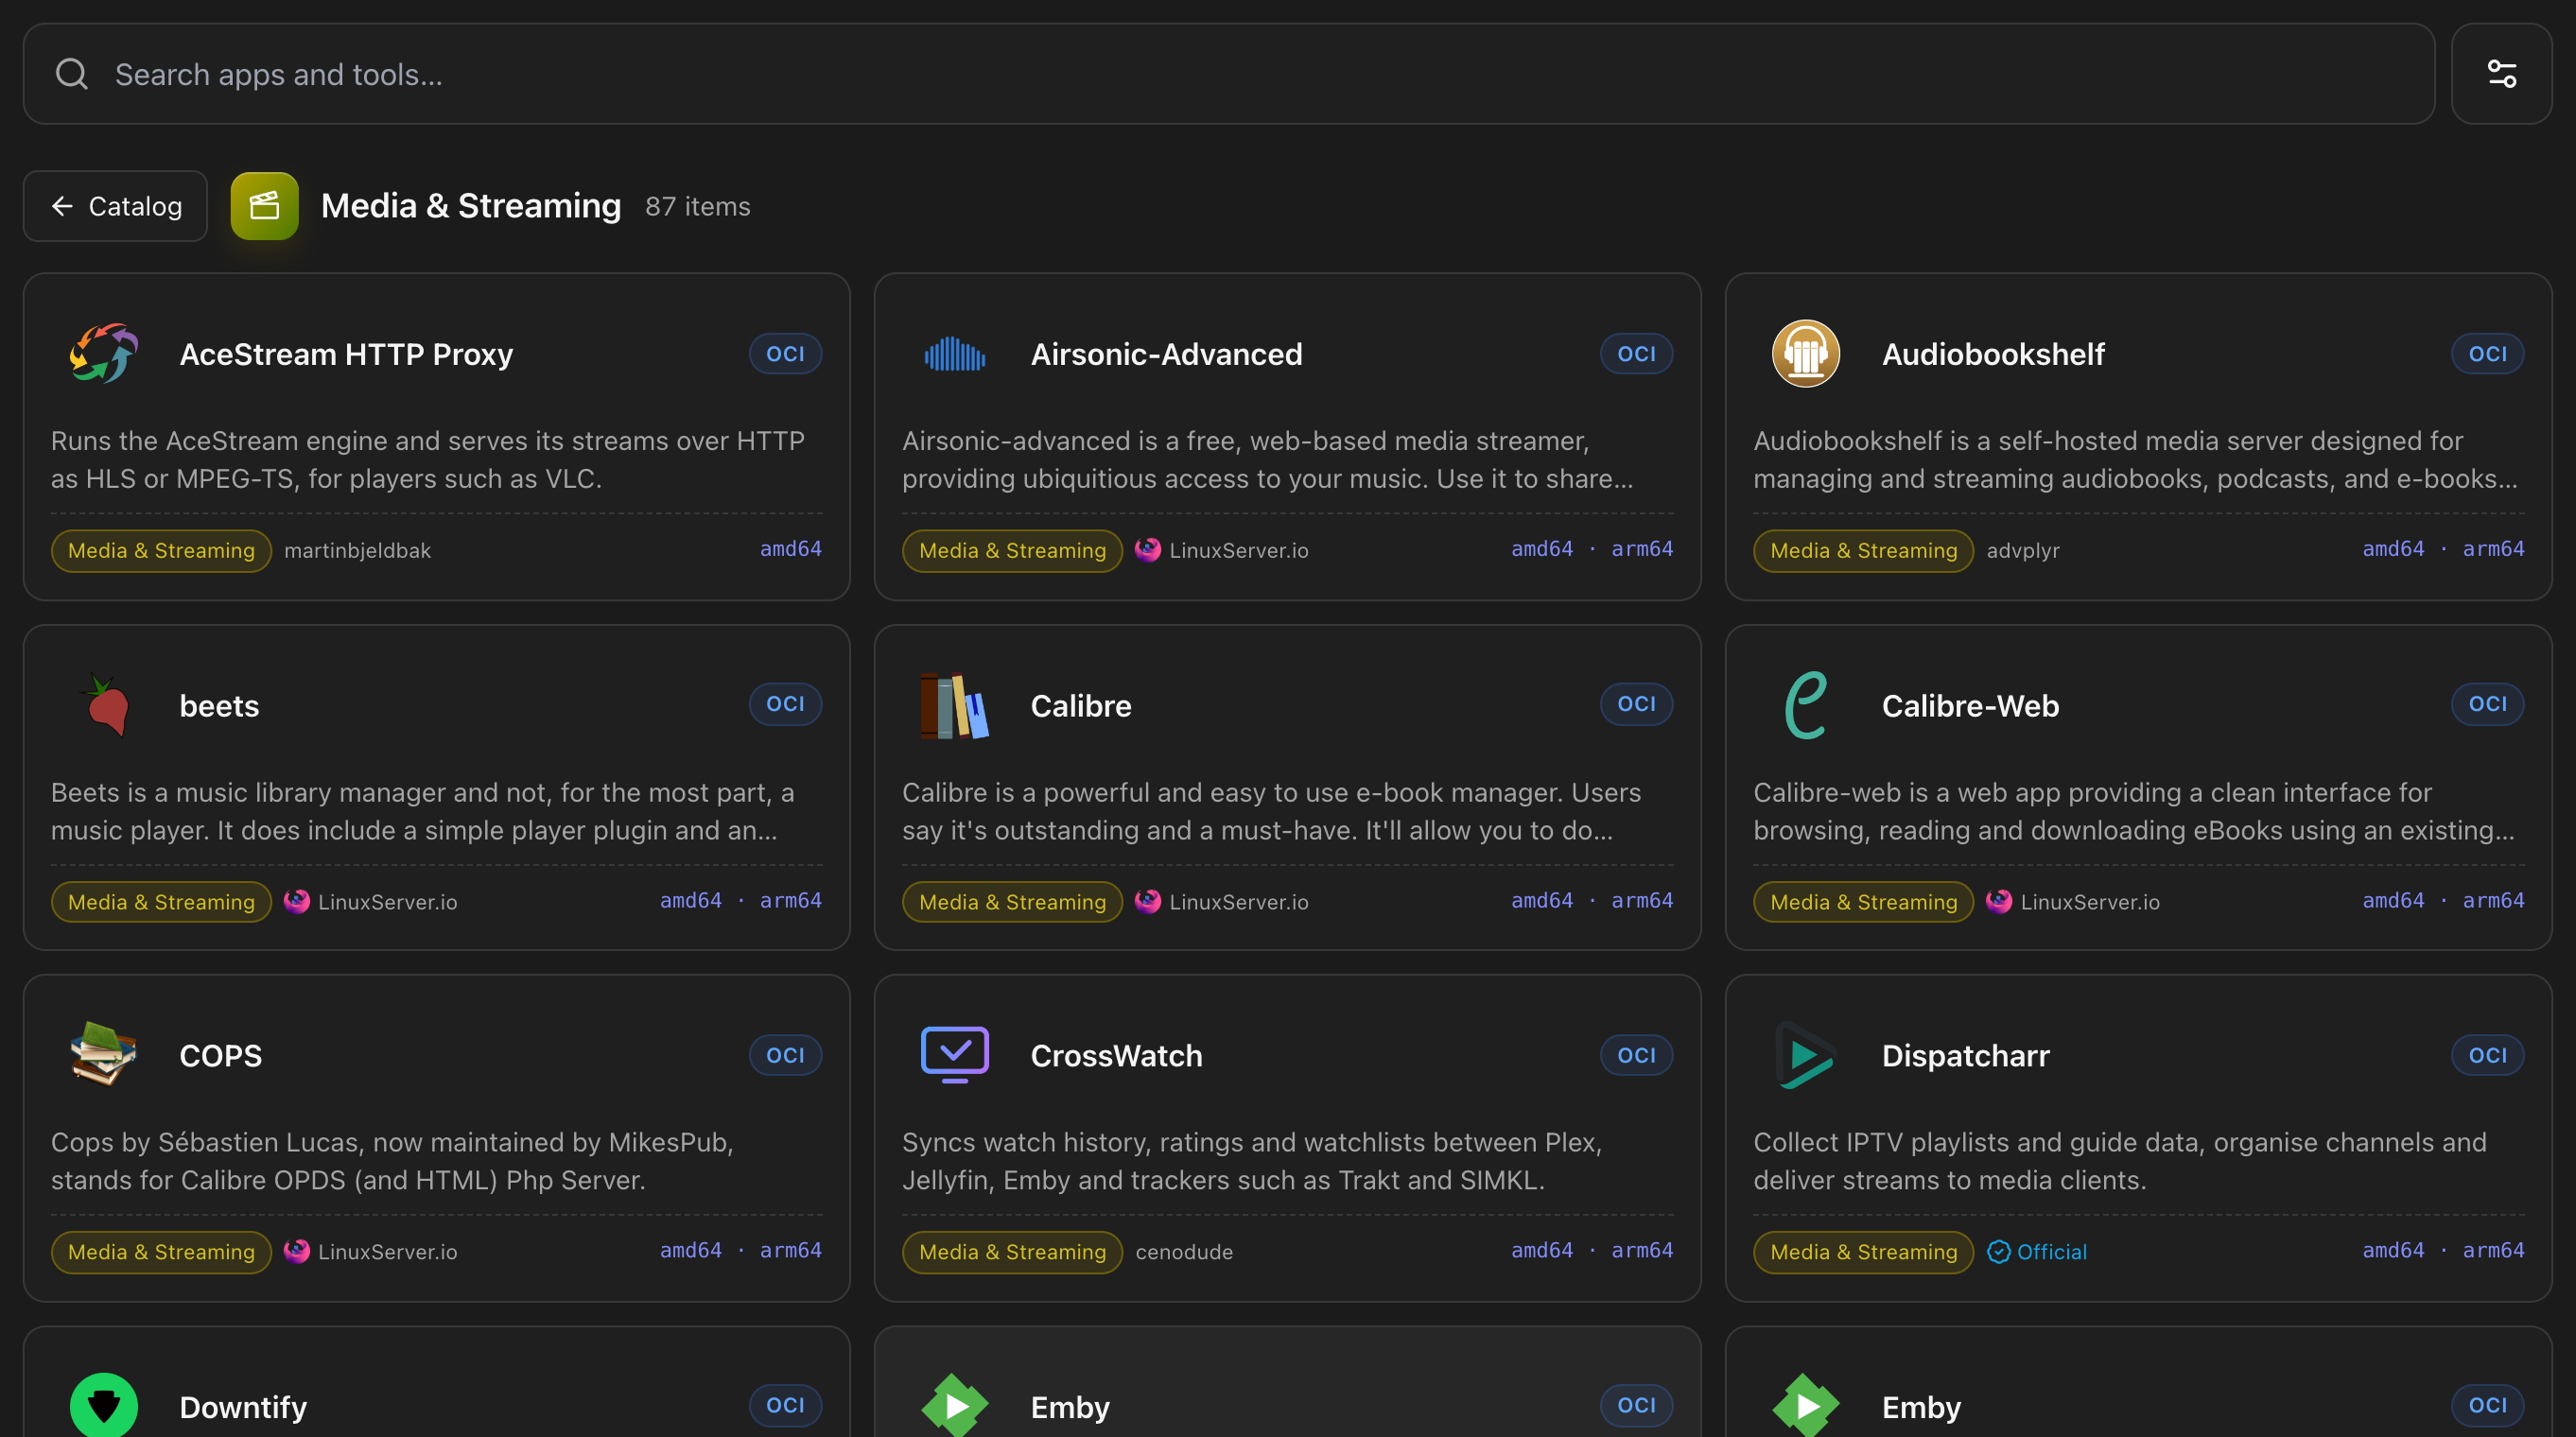 Search apps and tools...
Catalog
Media & Streaming 87 items
AceStream HTTP Proxy OCI
Runs the AceStream engine and serves its streams over HTTP
as HLS or MPEG-TS, for players such as VLC.
Media & Streaming martinbjeldbak amd64
Airsonic-Advanced OCI
Airsonic-advanced is a free, web-based media streamer,
providing ubiquitious access to your music. Use it to share...
Media & Streaming LinuxServer.io amd64 · arm64
Audiobookshelf OCI
Audiobookshelf is a self-hosted media server designed for
managing and streaming audiobooks, podcasts, and e-books...
Media & Streaming advplyr amd64 · arm64
beets OCI
Beets is a music library manager and not, for the most part, a
music player. It does include a simple player plugin and an...
Media & Streaming LinuxServer.io amd64 · arm64
Calibre OCI
Calibre is a powerful and easy to use e-book manager. Users
say it's outstanding and a must-have. It'll allow you to do...
Media & Streaming LinuxServer.io amd64 · arm64
Calibre-Web OCI
Calibre-web is a web app providing a clean interface for
browsing, reading and downloading eBooks using an existing...
Media & Streaming LinuxServer.io amd64 · arm64
COPS OCI
Cops by Sébastien Lucas, now maintained by MikesPub,
stands for Calibre OPDS (and HTML) Php Server.
Media & Streaming LinuxServer.io amd64 · arm64
CrossWatch OCI
Syncs watch history, ratings and watchlists between Plex,
Jellyfin, Emby and trackers such as Trakt and SIMKL.
Media & Streaming cenodude amd64 · arm64
Dispatcharr OCI
Collect IPTV playlists and guide data, organise channels and
deliver streams to media clients.
Media & Streaming Official amd64 · arm64
Downtify OCI
Emby OCI
Emby OCI